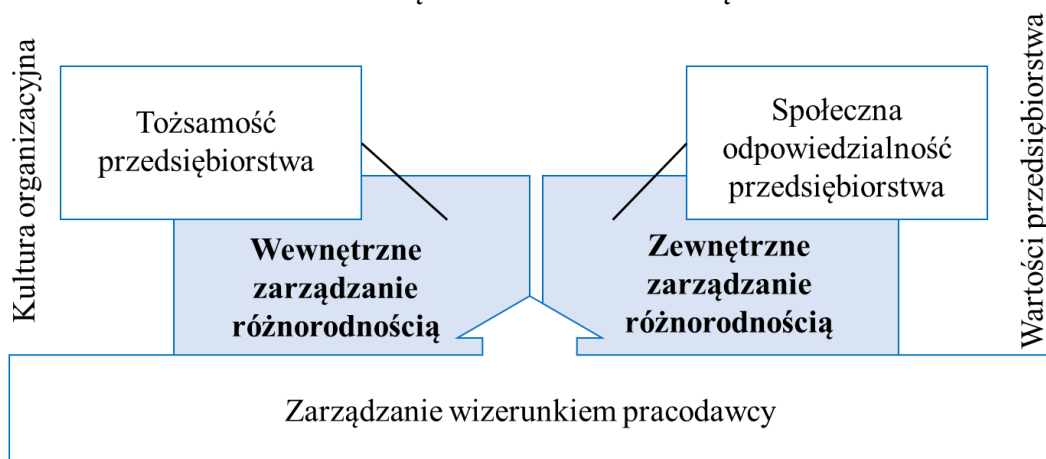 Kultura organizacyjna
Tożsamość
przedsiębiorstwa
Społeczna
odpowiedzialność
przedsiębiorstwa
Wartości przedsiębiorstwa
Wewnętrzne
zarządzanie
różnorodnością
Zewnętrzne
zarządzanie
różnorodnością
Zarządzanie wizerunkiem pracodawcy